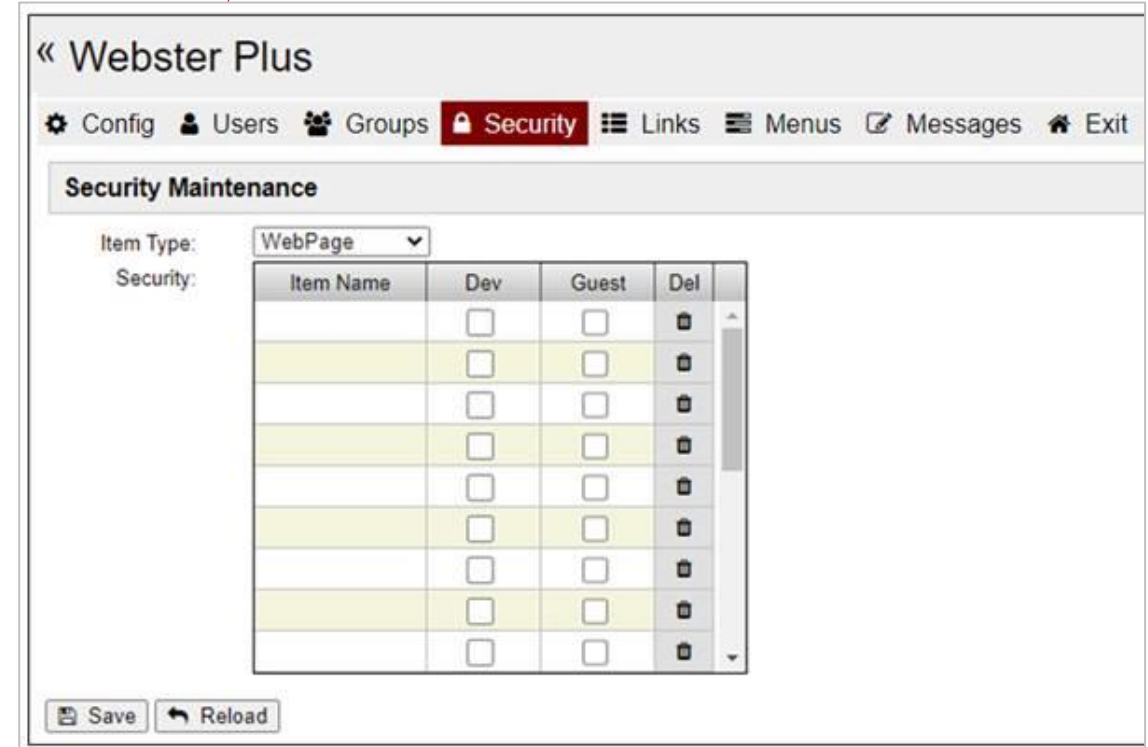 « Webster Plus
Config Users Groups Security Links Menus Messages Exit
Security Maintenance
Item Type: WebPage
Security:
Item Name Dev Guest Del
Save Reload